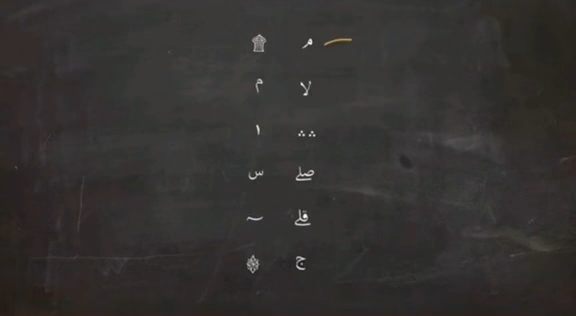 م ۩
لا م
ۛ ۛ ا
صلے س
قلے ~
ج ۞